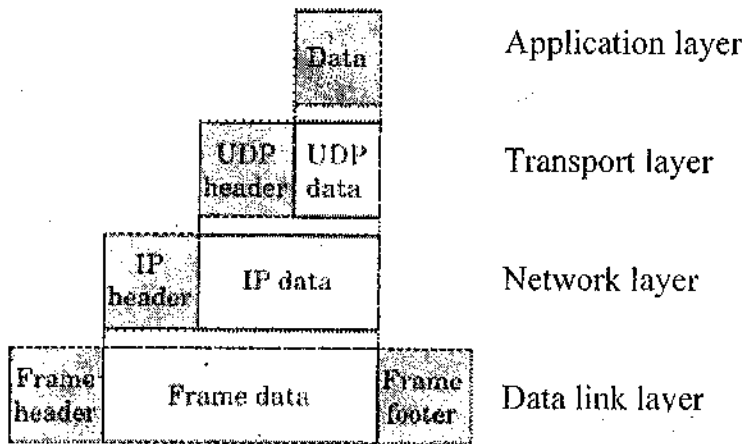 Data
Application layer
UDP header
UDP data
Transport layer
IP header
IP data
Network layer
Frame header
Frame data
Frame footer
Data link layer